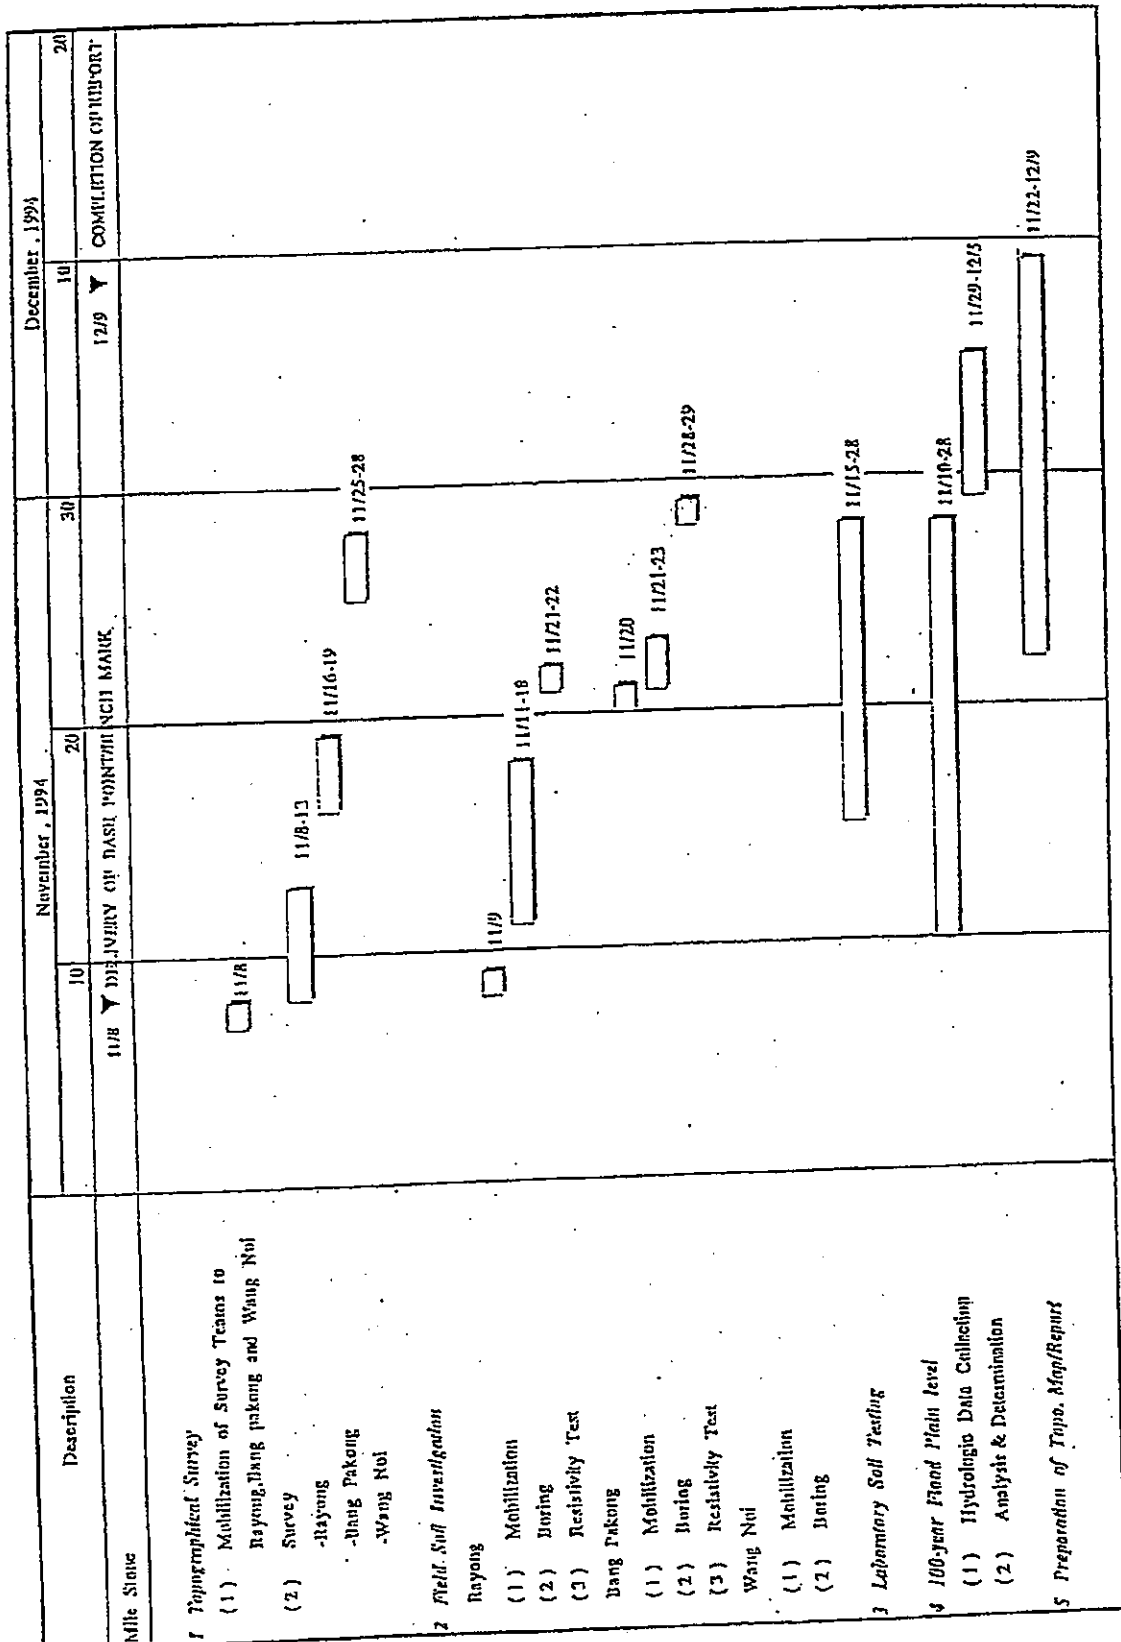 Description
November, 1994
December, 1994
10
20
30
10
20
Mile Stone
11/8 ▼ DELIVERY OF BASE POINT/BENCH MARK
12/9 ▼ COMPLETION OF REPORT
1 Topographical Survey
(1) Mobilization of Survey Teams to
Rayong, Bang pakong and Wang Noi
11/8
(2) Survey
-Rayong
11/8-13
-Bang Pakong
11/16-19
-Wang Noi
11/25-28
2 Field Soil Investigation
Rayong
(1) Mobilization
11/9
(2) Boring
11/11-18
(3) Resistivity Test
11/21-22
Bang Pakong
(1) Mobilization
11/20
(2) Boring
11/21-23
(3) Resistivity Test
11/28-29
Wang Noi
(1) Mobilization
(2) Boring
3 Laboratory Soil Testing
11/15-28
4 100-year Flood Plain level
(1) Hydrologic Data Collection
11/10-28
(2) Analysis & Determination
11/29-12/5
5 Preparation of Topo. Map/Report
11/22-12/9